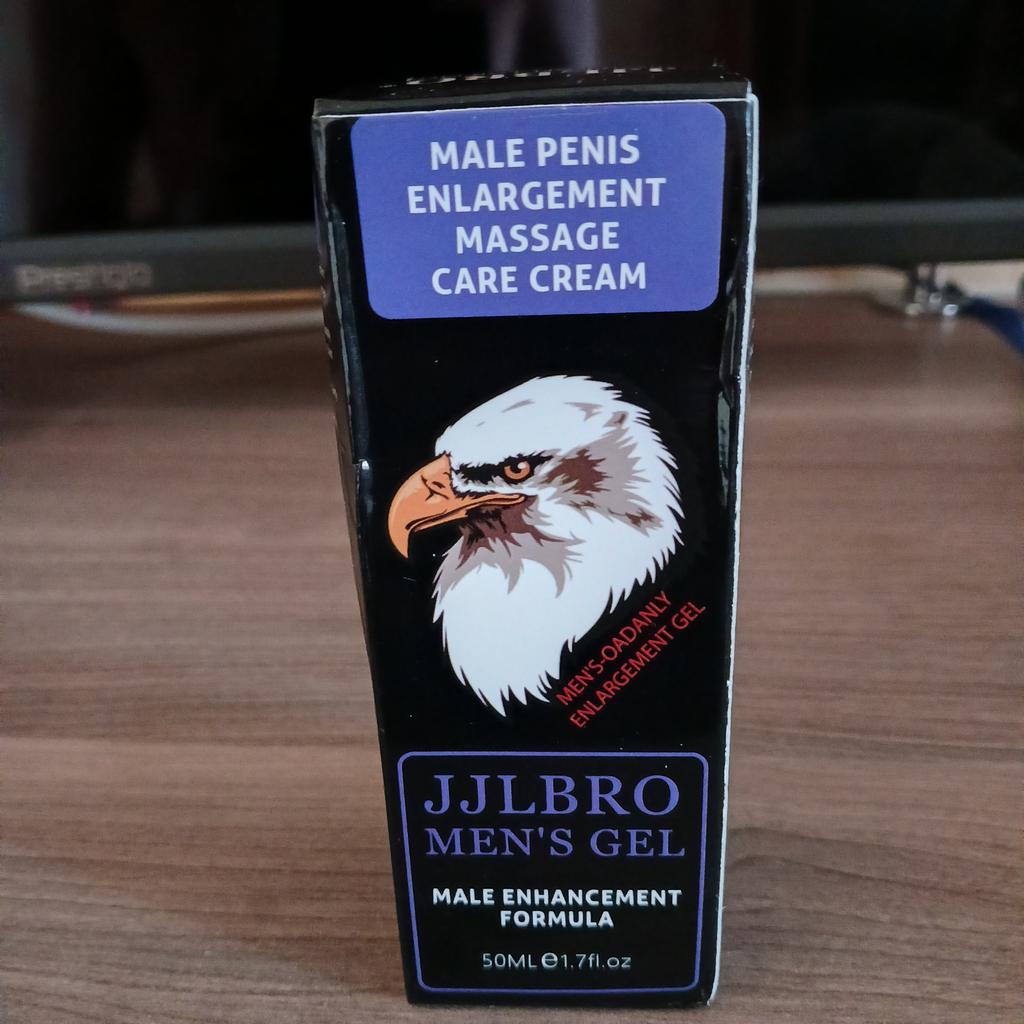 Prestigio
MALE PENIS
ENLARGEMENT
MASSAGE
CARE CREAM
MEN'S-OADANLY
ENLARGEMENT GEL
JJLBRO
MEN'S GEL
MALE ENHANCEMENT
FORMULA
50ML ℮1.7fl.oz